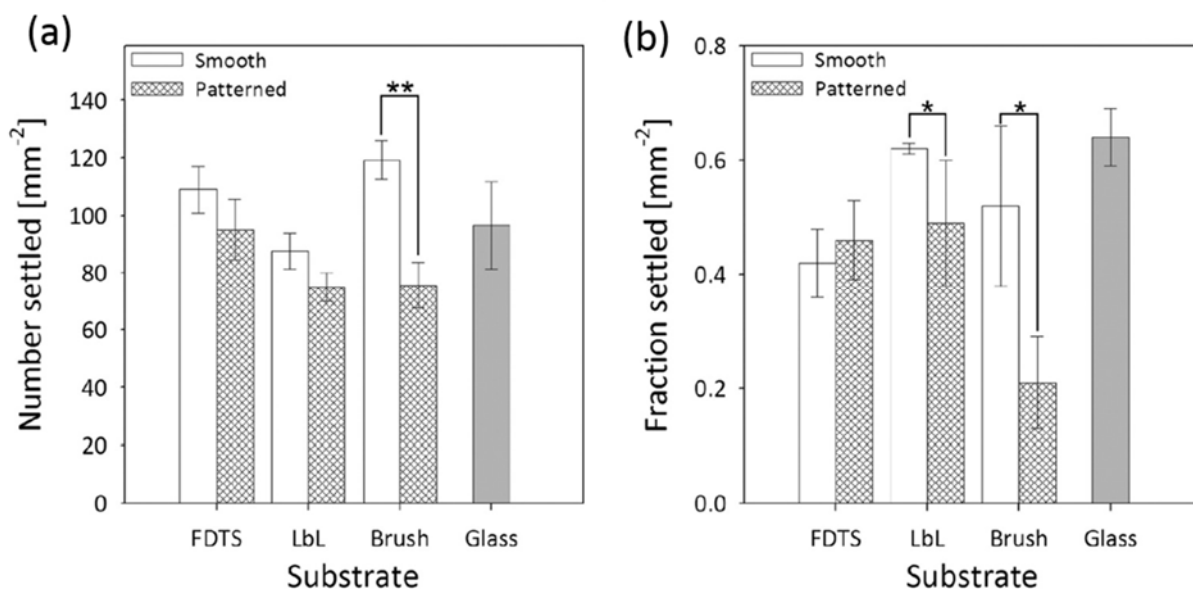 (a)
Smooth
Patterned
**
Number settled [mm-2]
140
120
100
80
60
40
20
0
FDTS LbL Brush Glass
Substrate
(b)
Smooth
Patterned
* *
Fraction settled [mm-2]
0.8
0.6
0.4
0.2
0.0
FDTS LbL Brush Glass
Substrate